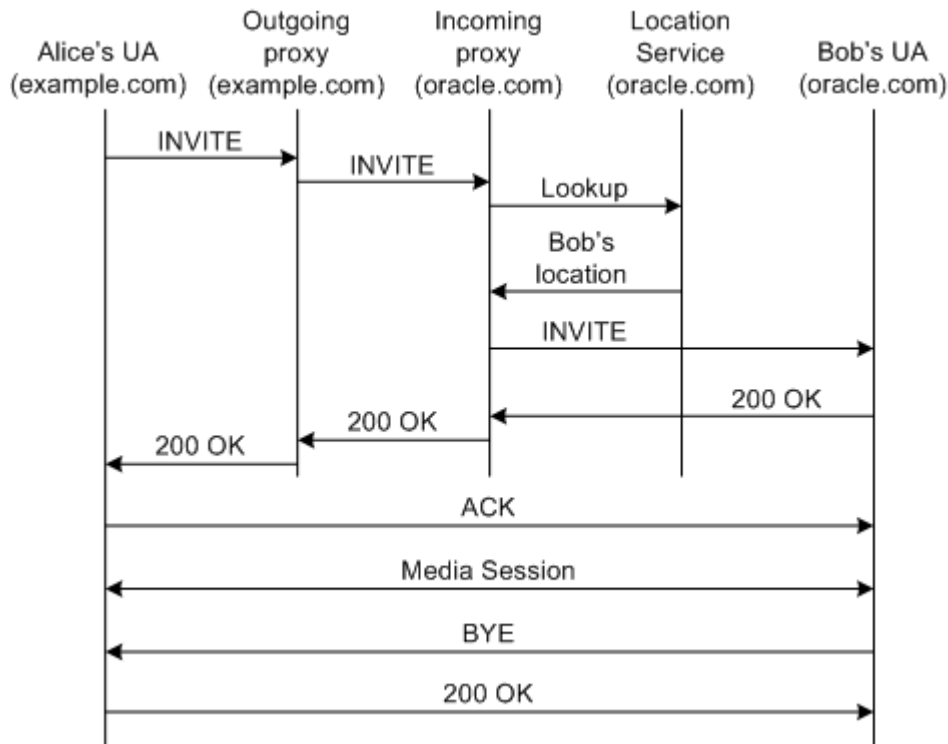 Alice's UA
(example.com)
Outgoing
proxy
(example.com)
Incoming
proxy
(oracle.com)
Location
Service
(oracle.com)
Bob's UA
(oracle.com)
INVITE
INVITE
Lookup
Bob's
location
INVITE
200 OK
200 OK
200 OK
ACK
Media Session
BYE
200 OK